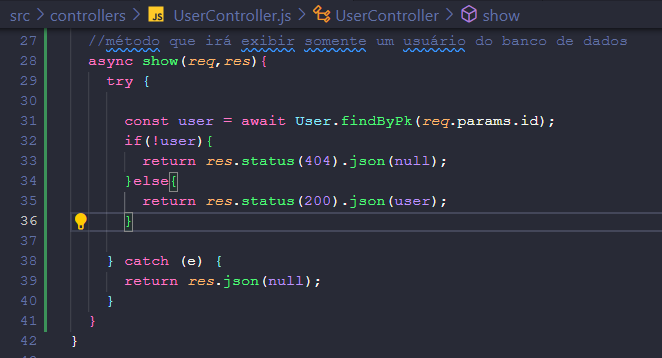 src > controllers > JS UserController.js > UserController > show
27 //método que irá exibir somente um usuário do banco de dados
28 async show(req,res){
29 try {
30
31 const user = await User.findByPk(req.params.id);
32 if(!user){
33 return res.status(404).json(null);
34 }else{
35 return res.status(200).json(user);
36 }
37
38 } catch (e) {
39 return res.json(null);
40 }
41 }
42 }